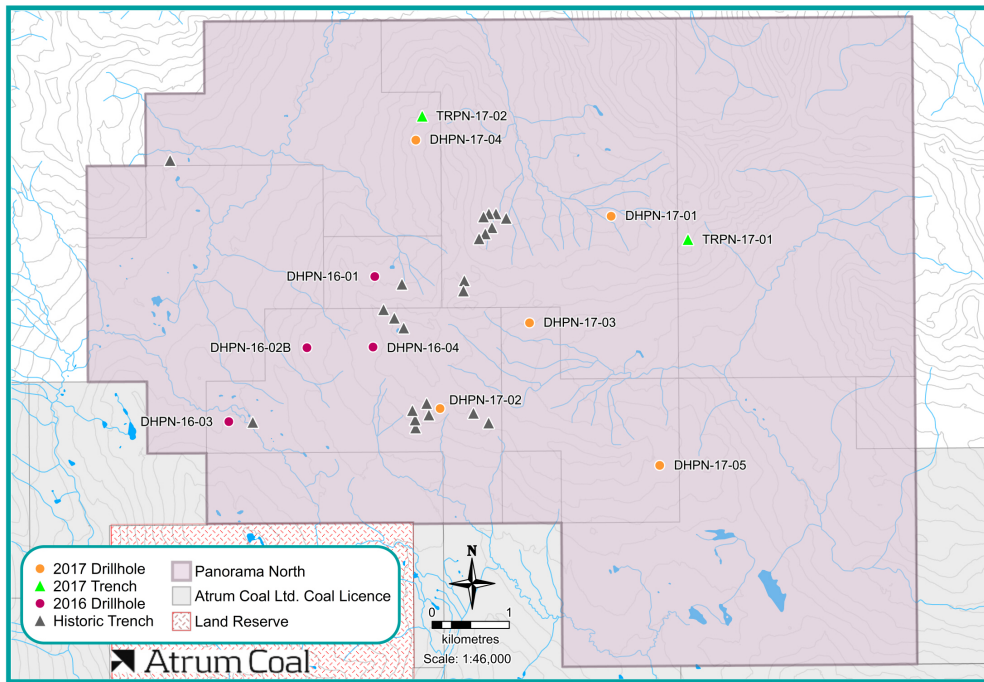 TRPN-17-02
DHPN-17-04
DHPN-17-01
TRPN-17-01
DHPN-16-01
DHPN-17-03
DHPN-16-02B
DHPN-16-04
DHPN-17-02
DHPN-16-03
DHPN-17-05
2017 Drillhole
2017 Trench
2016 Drillhole
Historic Trench
Panorama North
Atrum Coal Ltd. Coal Licence
Land Reserve
N
0 1
kilometres
Scale: 1:46,000
Atrum Coal